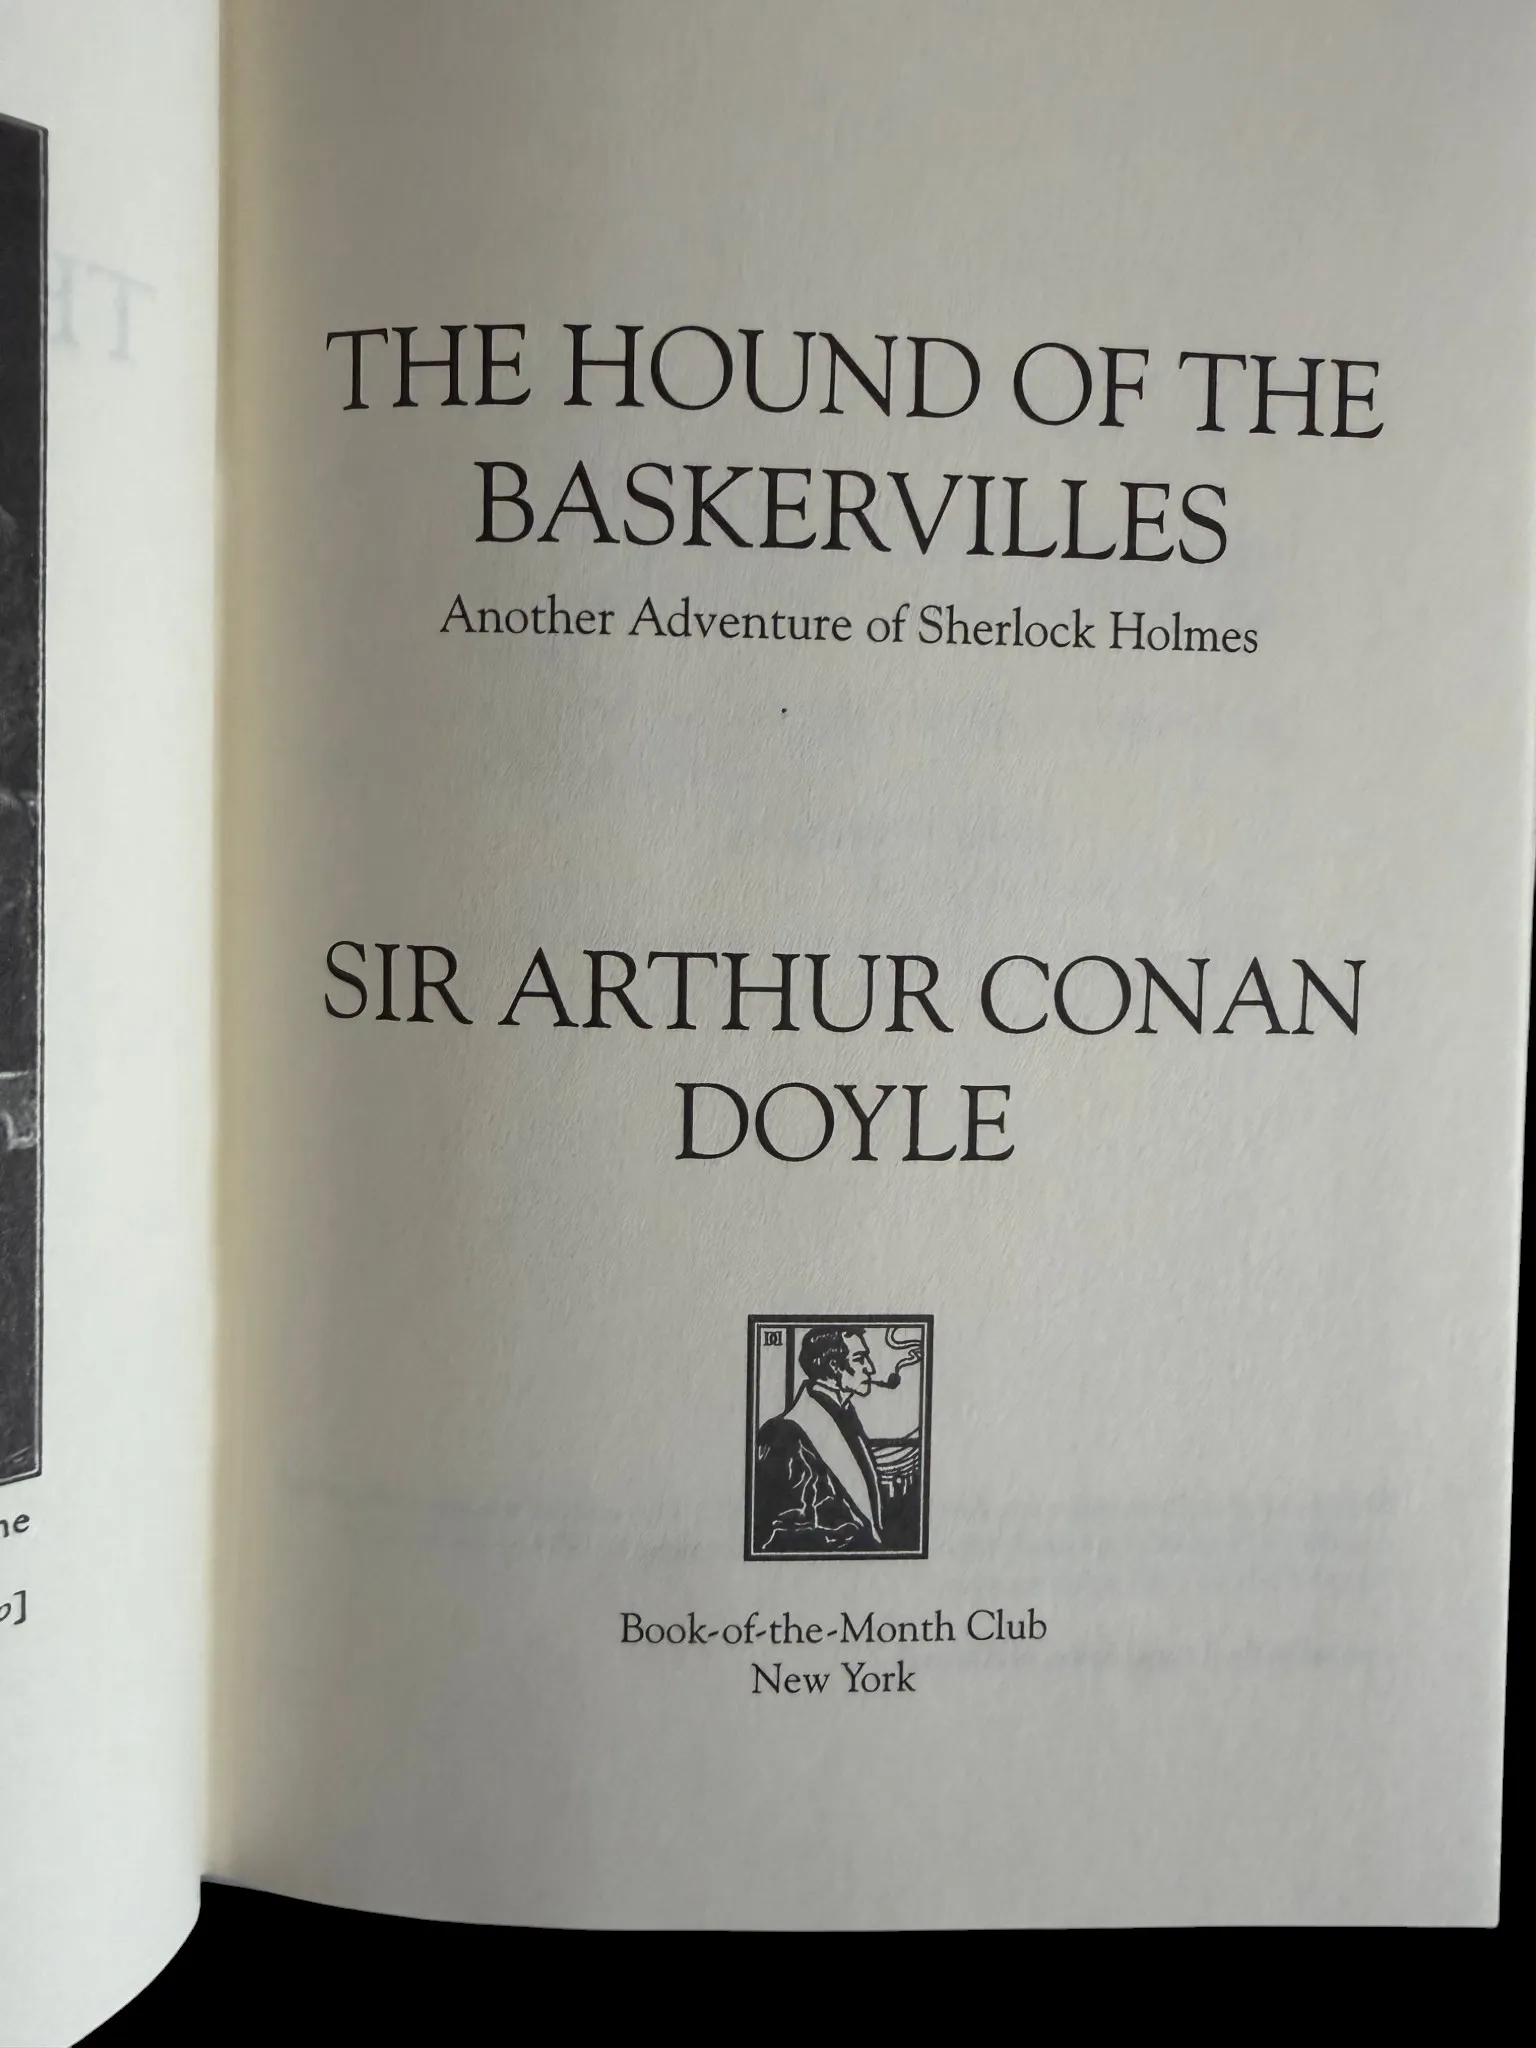 THE HOUND OF THE
BASKERVILLES
Another Adventure of Sherlock Holmes
SIR ARTHUR CONAN
DOYLE
Book-of-the-Month Club
New York